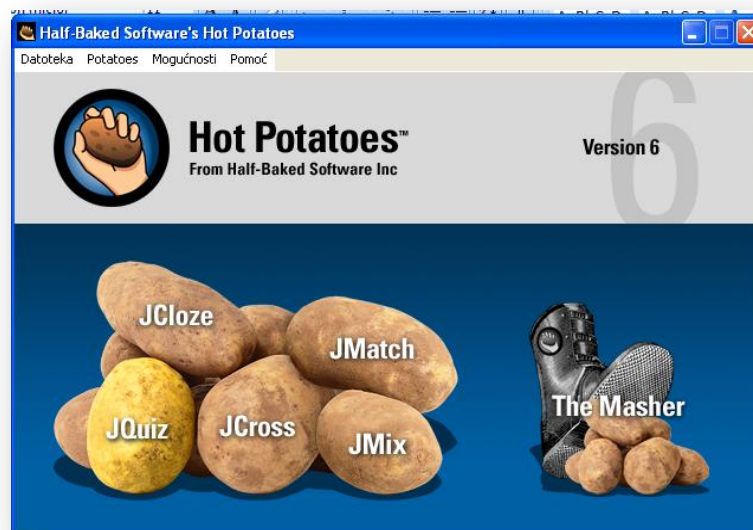 Half-Baked Software's Hot Potatoes
Datoteka Potatoes Mogućnosti Pomoć
6
Hot Potatoes™
Version 6
From Half-Baked Software Inc
JCloze
JMatch
The Masher
JQuiz
JCross
JMix